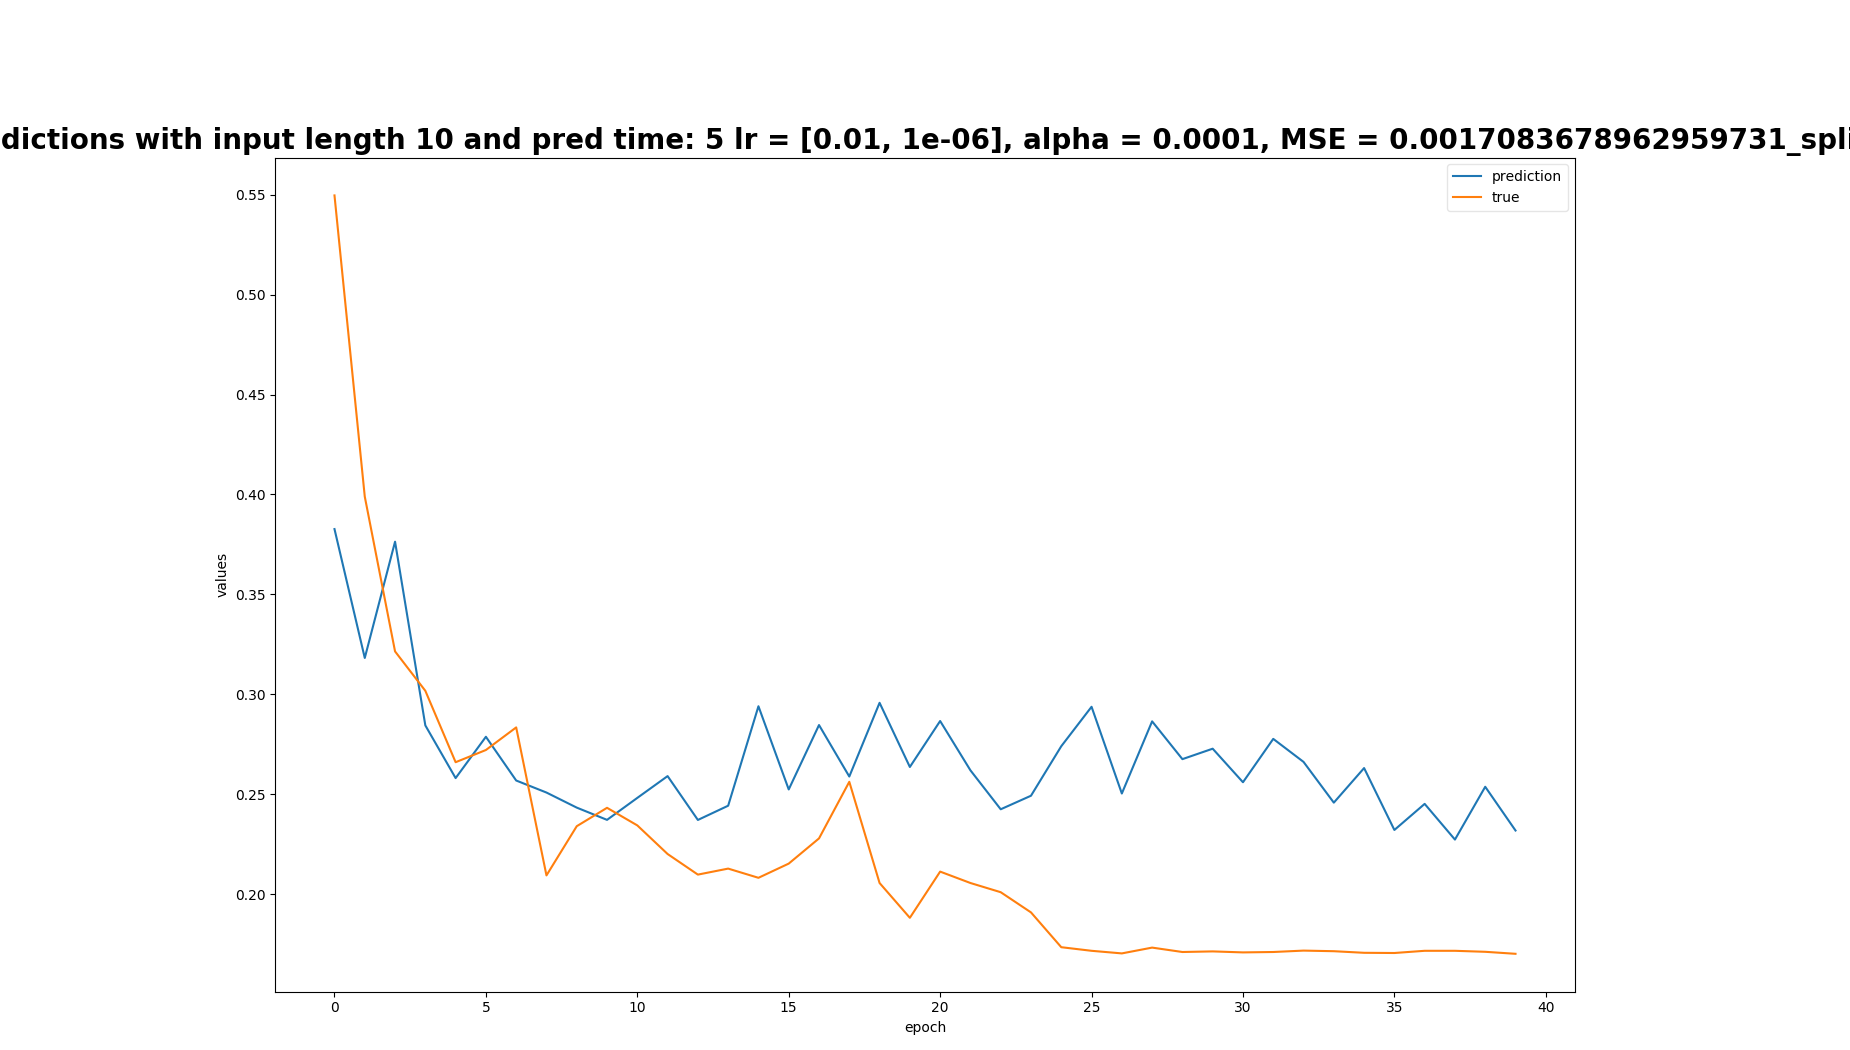 dictions with input length 10 and pred time: 5 lr = [0.01, 1e-06], alpha = 0.0001, MSE = 0.0017083678962959731_spli
prediction
true
0.55
0.50
0.45
0.40
0.35
0.30
0.25
0.20
values
0 5 10 15 20 25 30 35 40
epoch